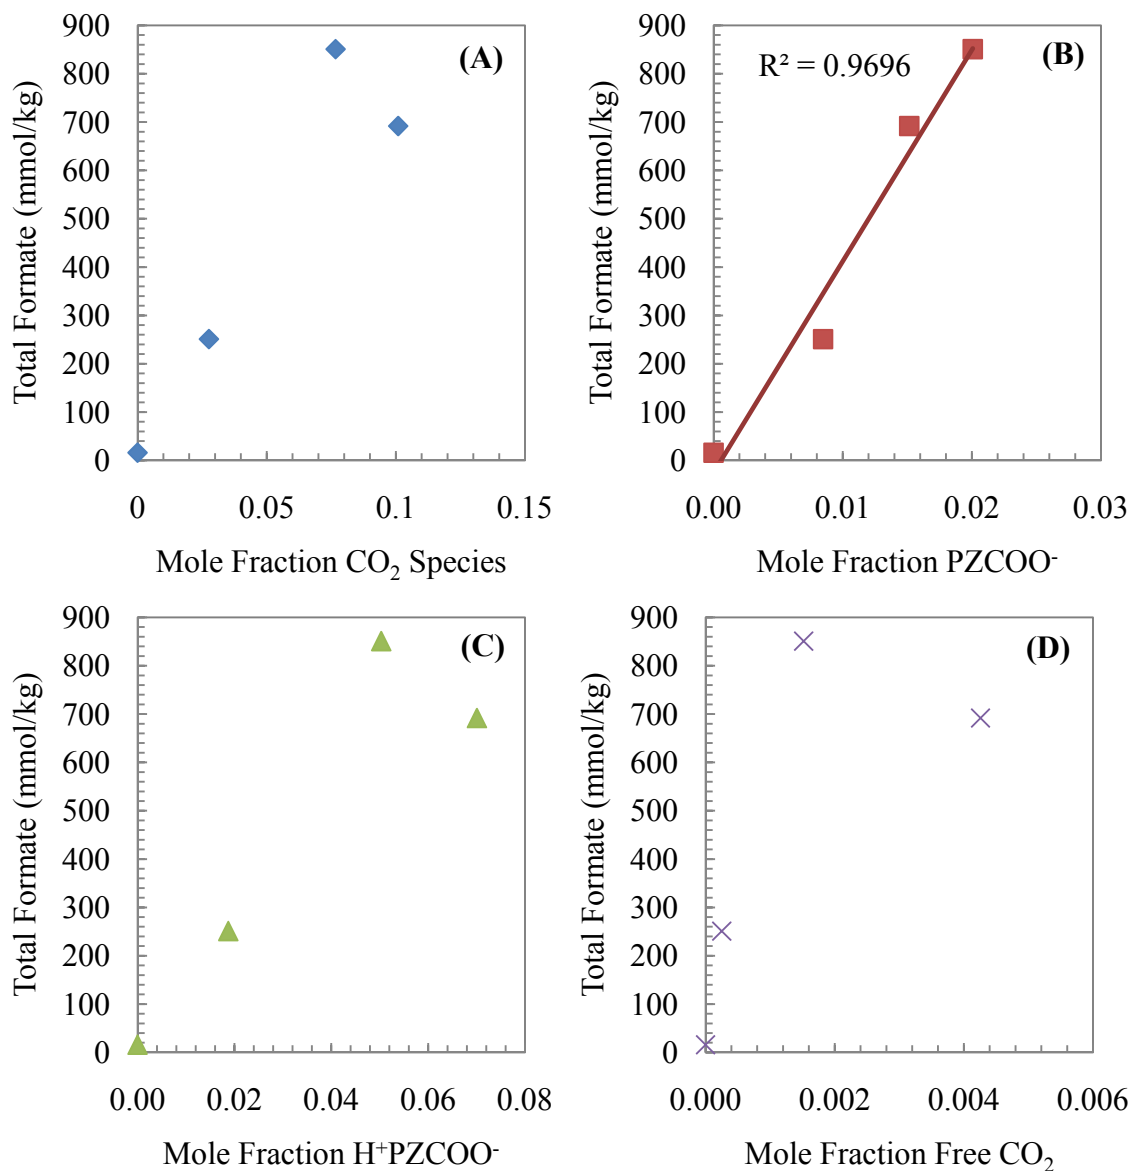 (A)
Total Formate (mmol/kg)
900
800
700
600
500
400
300
200
100
0
0 0.05 0.1 0.15
Mole Fraction CO₂ Species
(B)
R² = 0.9696
Total Formate (mmol/kg)
900
800
700
600
500
400
300
200
100
0
0.00 0.01 0.02 0.03
Mole Fraction PZCOO⁻
(C)
Total Formate (mmol/kg)
900
800
700
600
500
400
300
200
100
0
0.00 0.02 0.04 0.06 0.08
Mole Fraction H⁺PZCOO⁻
(D)
Total Formate (mmol/kg)
900
800
700
600
500
400
300
200
100
0
0.000 0.002 0.004 0.006
Mole Fraction Free CO₂